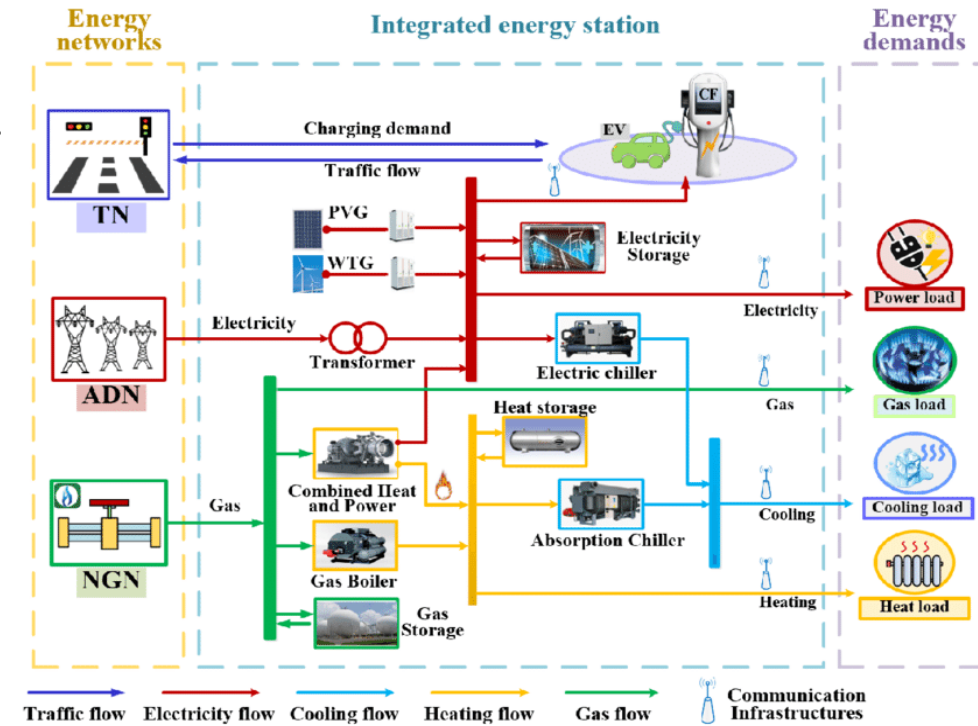 Energy
networks
Integrated energy station
Energy
demands
TN
Charging demand
Traffic flow
EV
CF
PVG
WTG
Electricity
Storage
Power load
Electricity
ADN
Electricity
Transformer
Electric chiller
Gas
Gas load
Heat storage
Combined Heat
and Power
Absorption Chiller
Cooling
Cooling load
NGN
Gas
Gas Boiler
Gas
Storage
Heating
Heat load
Traffic flow
Electricity flow
Cooling flow
Heating flow
Gas flow
Communication
Infrastructures